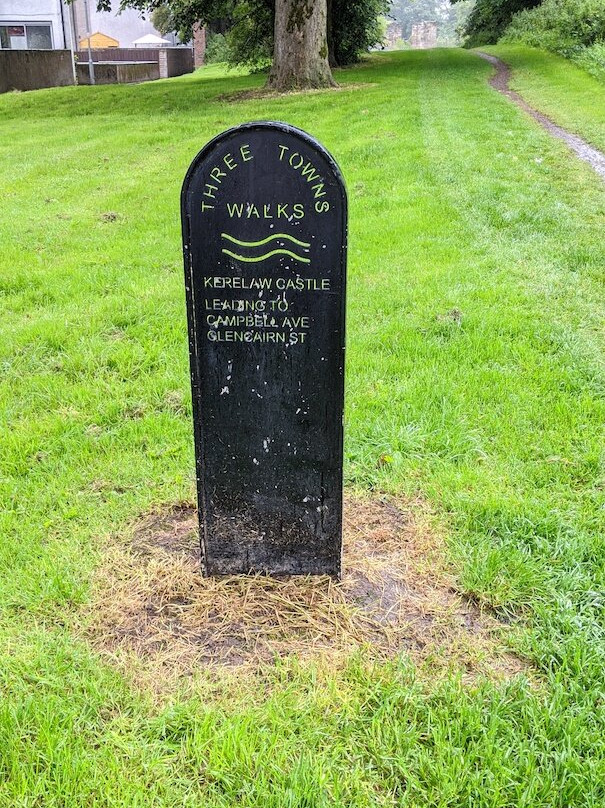 THREE TOWNS
WALKS
KERELAW CASTLE
LEADING TO
CAMPBELL AVE
GLENCAIRN ST